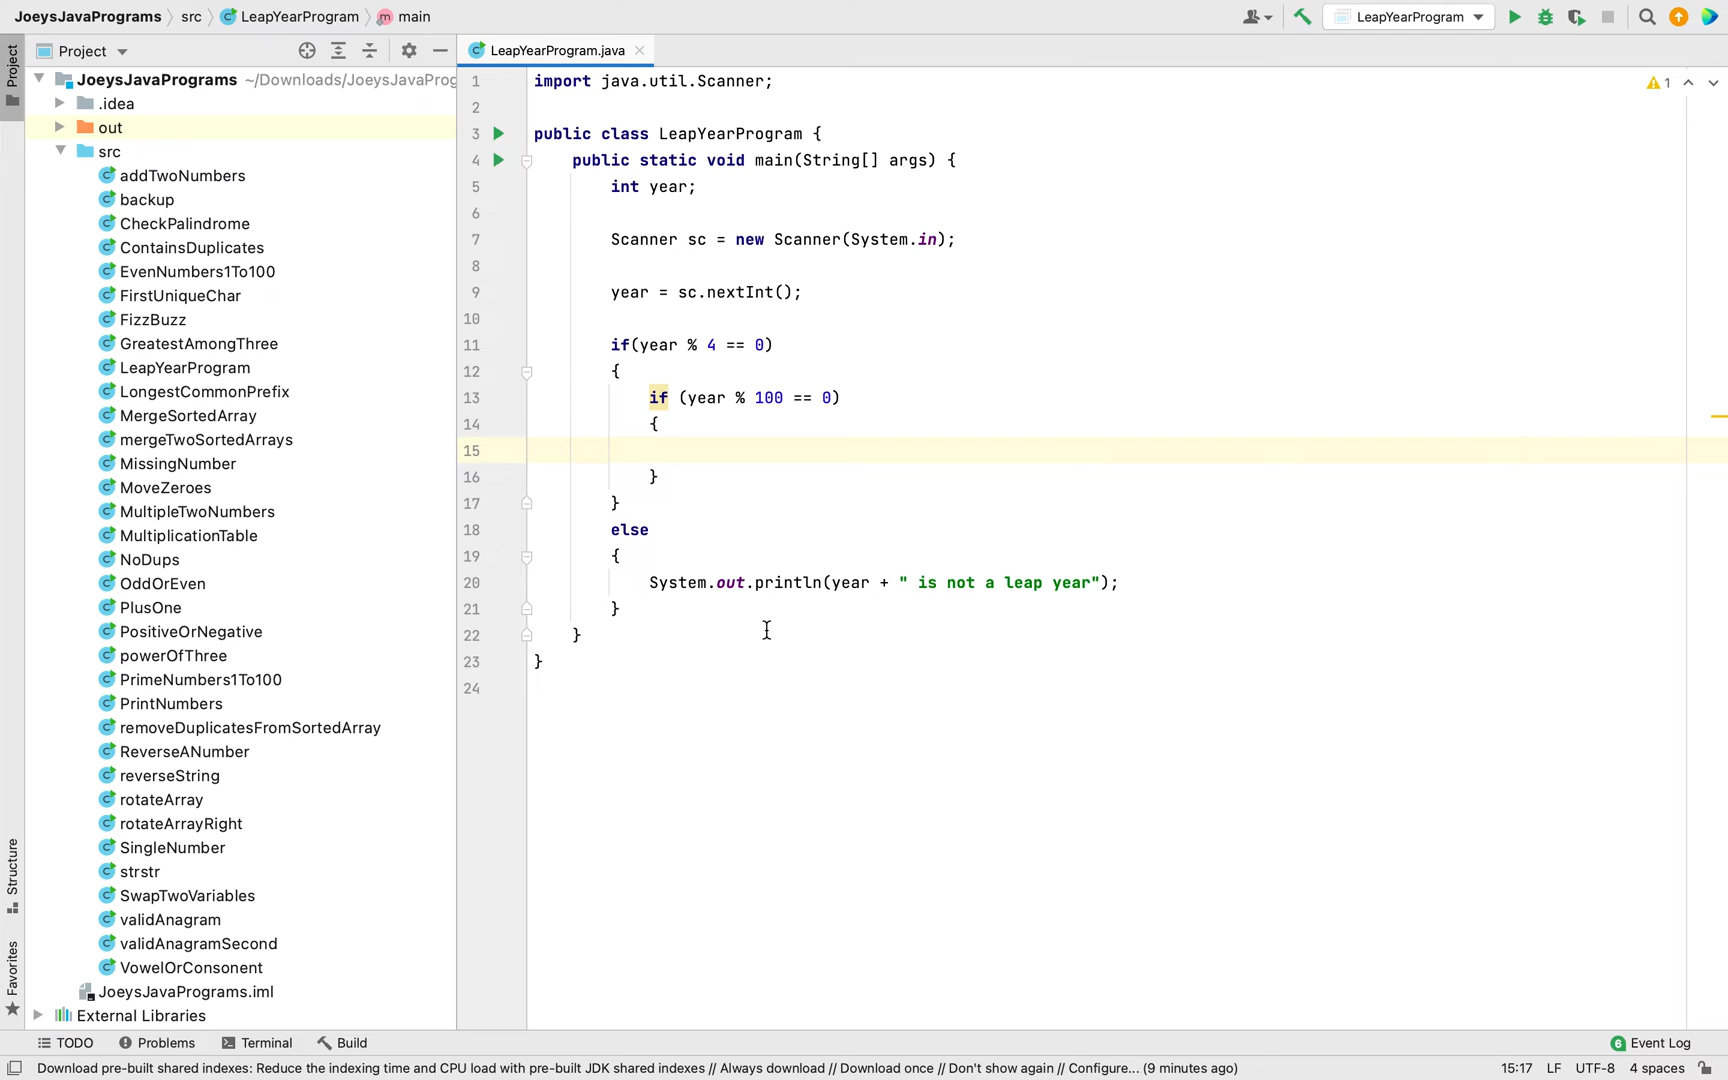 JoeysJavaPrograms src LeapYearProgram main
LeapYearProgram
Project
Project
LeapYearProgram.java
JoeysJavaPrograms ~/Downloads/JoeysJavaProg
.idea
out
src
addTwoNumbers
backup
CheckPalindrome
ContainsDuplicates
EvenNumbers1To100
FirstUniqueChar
FizzBuzz
GreatestAmongThree
LeapYearProgram
LongestCommonPrefix
MergeSortedArray
mergeTwoSortedArrays
MissingNumber
MoveZeroes
MultipleTwoNumbers
MultiplicationTable
NoDups
OddOrEven
PlusOne
PositiveOrNegative
powerOfThree
PrimeNumbers1To100
PrintNumbers
removeDuplicatesFromSortedArray
ReverseANumber
reverseString
rotateArray
rotateArrayRight
SingleNumber
strstr
SwapTwoVariables
validAnagram
validAnagramSecond
VowelOrConsonent
JoeysJavaPrograms.iml
External Libraries
Structure
Favorites
1
1 import java.util.Scanner;
2
3 public class LeapYearProgram {
4 public static void main(String[] args) {
5 int year;
6
7 Scanner sc = new Scanner(System.in);
8
9 year = sc.nextInt();
10
11 if(year % 4 == 0)
12 {
13 if (year % 100 == 0)
14 {
15
16 }
17 }
18 else
19 {
20 System.out.println(year + " is not a leap year");
21 }
22 }
23 }
24
TODO Problems Terminal Build 6 Event Log
Download pre-built shared indexes: Reduce the indexing time and CPU load with pre-built JDK shared indexes // Always download // Download once // Don't show again // Configure... (9 minutes ago) 15:17 LF UTF-8 4 spaces